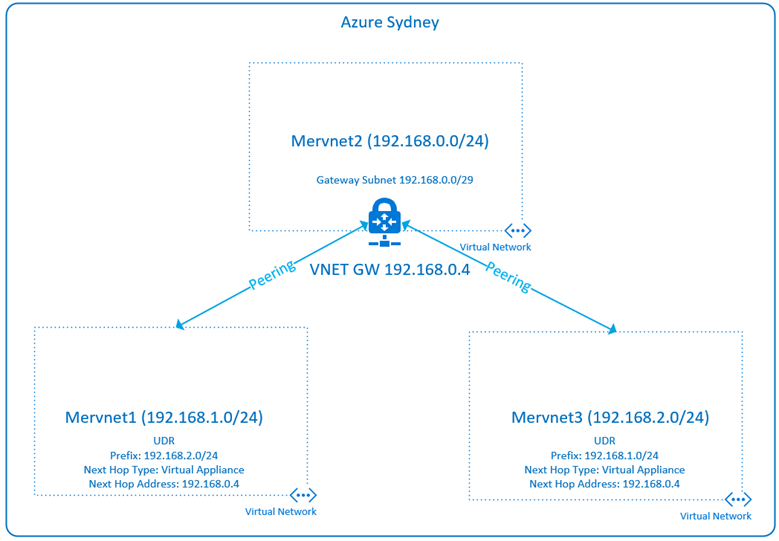 Azure Sydney
Mervnet2 (192.168.0.0/24)
Gateway Subnet 192.168.0.0/29
Virtual Network
Peering
VNET GW 192.168.0.4
Peering
Mervnet1 (192.168.1.0/24)
UDR
Prefix: 192.168.2.0/24
Next Hop Type: Virtual Appliance
Next Hop Address: 192.168.0.4
Virtual Network
Mervnet3 (192.168.2.0/24)
UDR
Prefix: 192.168.1.0/24
Next Hop Type: Virtual Appliance
Next Hop Address: 192.168.0.4
Virtual Network